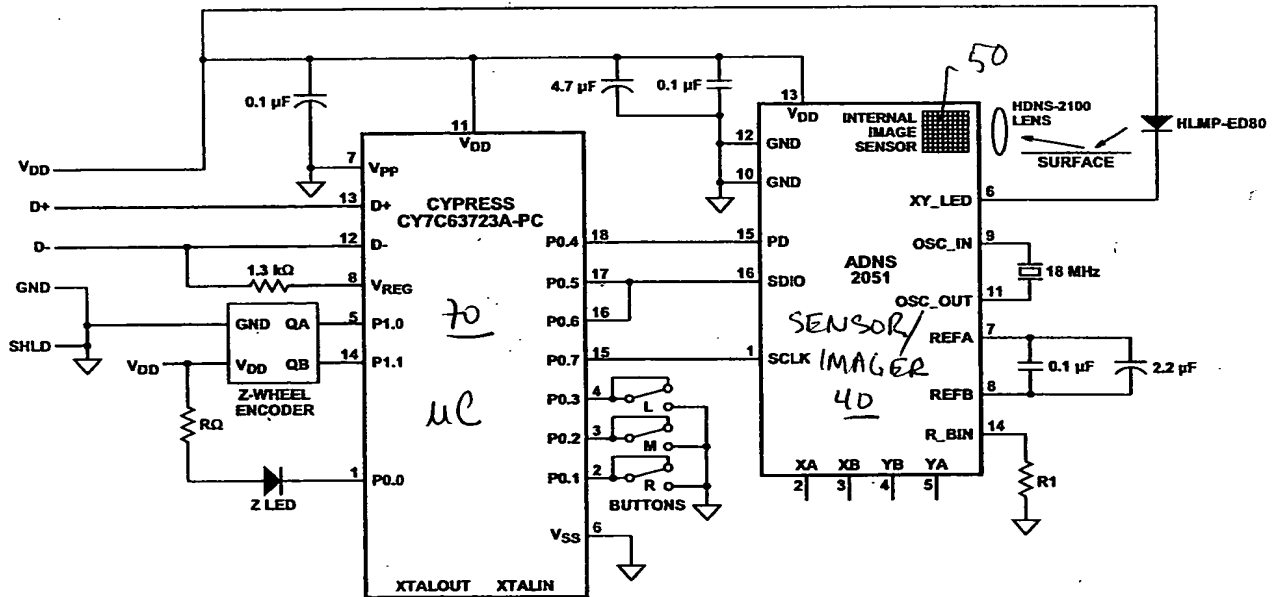 50
0.1 µF
4.7 µF
0.1 µF
13
VDD
INTERNAL
IMAGE
SENSOR
HDNS-2100
LENS
SURFACE
HLMP-ED80
12
GND
10
GND
6
XY_LED
11
VDD
VDD
7
VPP
D+
13
D+
CYPRESS
CY7C63723A-PC
D-
12
D-
1.3 kΩ
8
VREG
GND
GND
QA
5
P1.0
SHLD
VDD
VDD
QB
14
P1.1
Z-WHEEL
ENCODER
RΩ
Z LED
1
P0.0
70
µC
P0.4
18
15
PD
P0.5
17
16
SDIO
P0.6
16
P0.7
15
1
SCLK
P0.3
4
L
P0.2
3
M
P0.1
2
R
BUTTONS
VSS
6
XTALOUT
XTALIN
ADNS
2051
SENSOR/
IMAGER
40
OSC_IN
9
18 MHz
OSC_OUT
11
REFA
7
0.1 µF
2.2 µF
REFB
8
R_BIN
14
R1
XA
XB
YB
YA
2
3
4
5